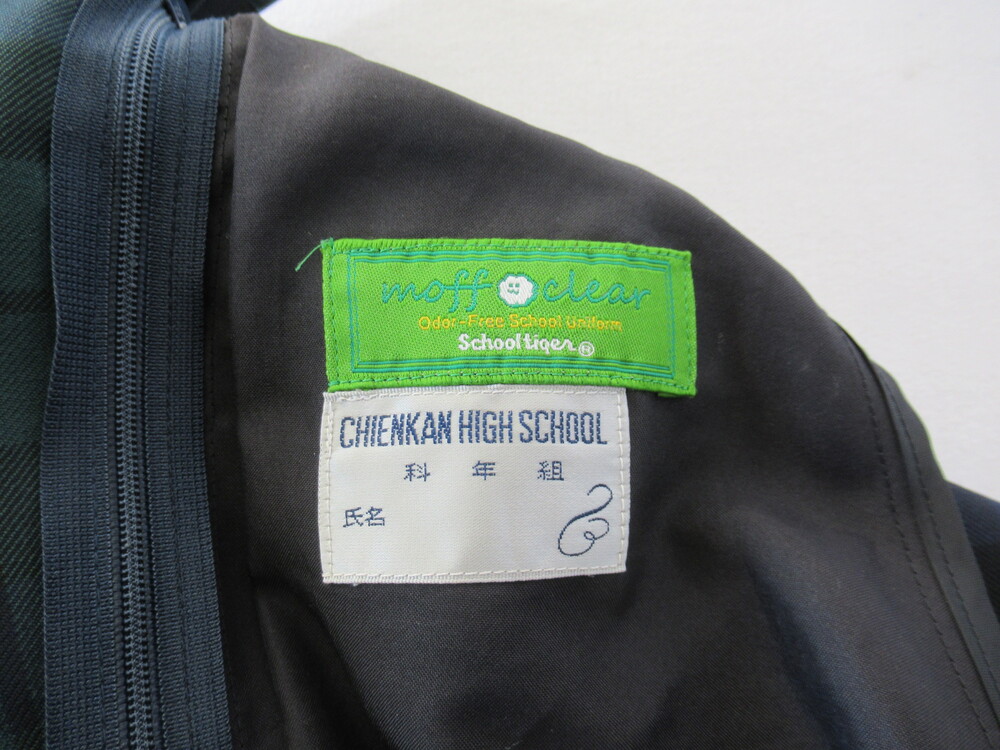 moff clear
Odor-Free School Uniform
Schooltiger®
CHIENKAN HIGH SCHOOL
科 年 組
氏名